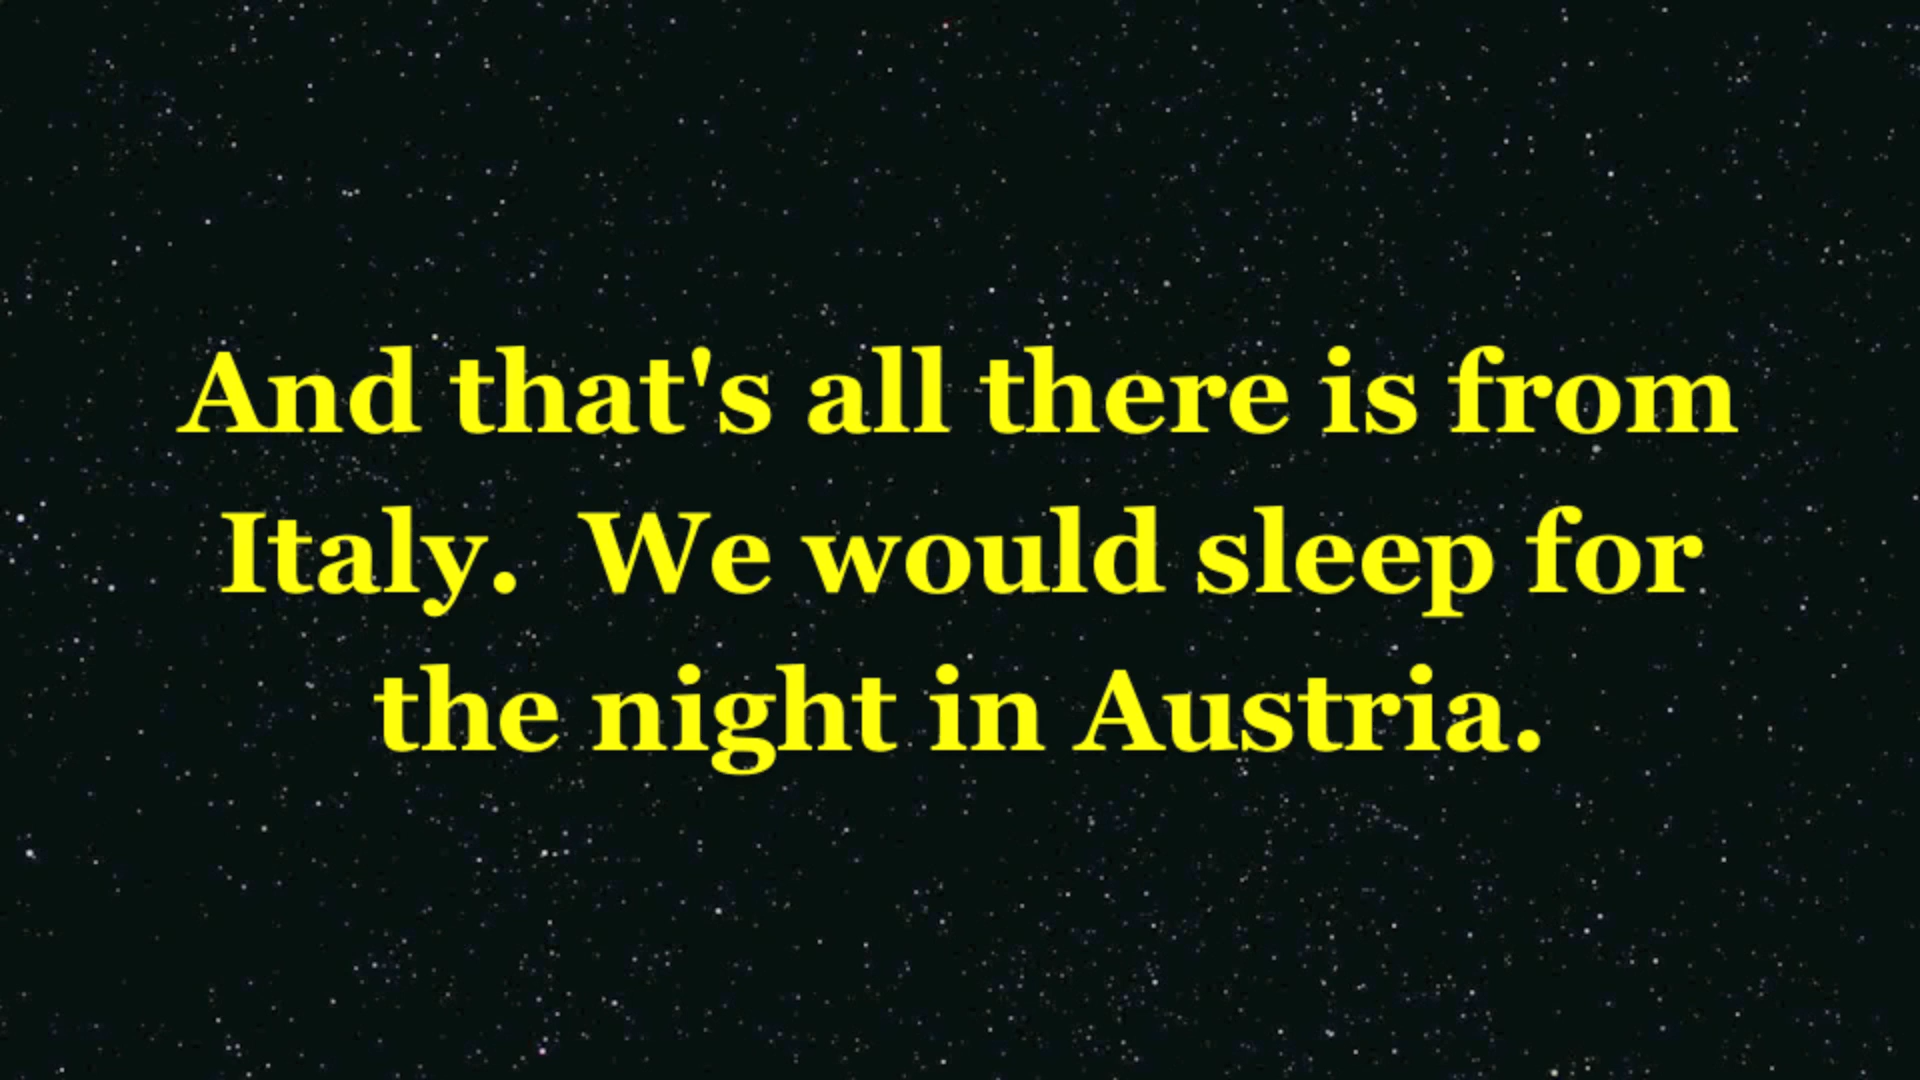 And that's all there is from
Italy.  We would sleep for
the night in Austria.